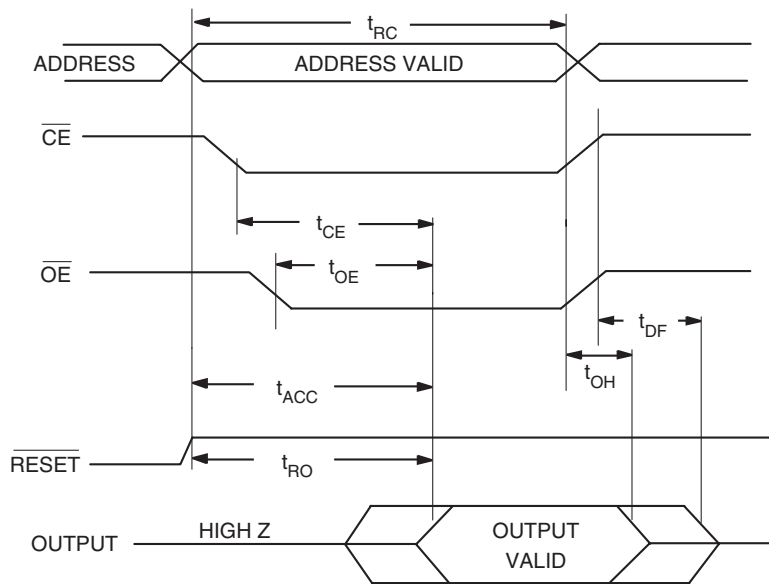 tRC
ADDRESS
ADDRESS VALID
CE
tCE
OE
tOE
tDF
tOH
tACC
RESET
tRO
OUTPUT
HIGH Z
OUTPUT
VALID